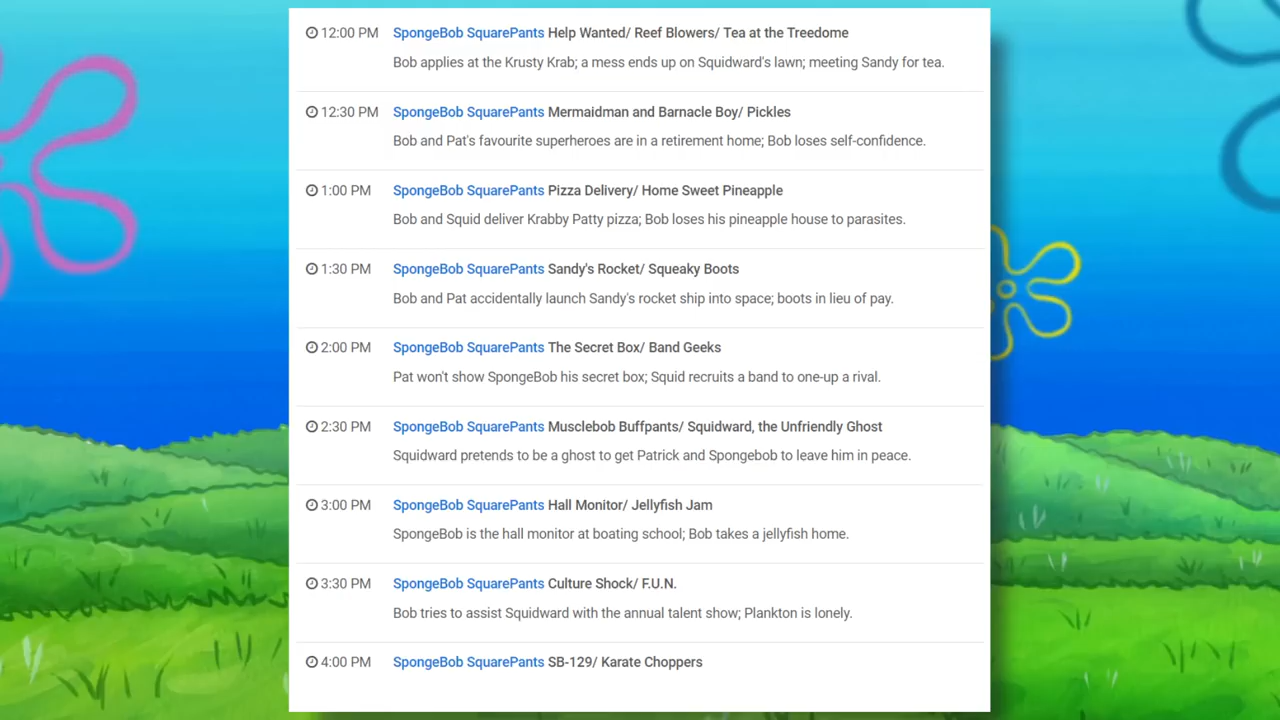 12:00 PM SpongeBob SquarePants Help Wanted/ Reef Blowers/ Tea at the Treedome
Bob applies at the Krusty Krab; a mess ends up on Squidward's lawn; meeting Sandy for tea.
12:30 PM SpongeBob SquarePants Mermaidman and Barnacle Boy/ Pickles
Bob and Pat's favourite superheroes are in a retirement home; Bob loses self-confidence.
1:00 PM SpongeBob SquarePants Pizza Delivery/ Home Sweet Pineapple
Bob and Squid deliver Krabby Patty pizza; Bob loses his pineapple house to parasites.
1:30 PM SpongeBob SquarePants Sandy's Rocket/ Squeaky Boots
Bob and Pat accidentally launch Sandy's rocket ship into space; boots in lieu of pay.
2:00 PM SpongeBob SquarePants The Secret Box/ Band Geeks
Pat won't show SpongeBob his secret box; Squid recruits a band to one-up a rival.
2:30 PM SpongeBob SquarePants Musclebob Buffpants/ Squidward, the Unfriendly Ghost
Squidward pretends to be a ghost to get Patrick and Spongebob to leave him in peace.
3:00 PM SpongeBob SquarePants Hall Monitor/ Jellyfish Jam
SpongeBob is the hall monitor at boating school; Bob takes a jellyfish home.
3:30 PM SpongeBob SquarePants Culture Shock/ F.U.N.
Bob tries to assist Squidward with the annual talent show; Plankton is lonely.
4:00 PM SpongeBob SquarePants SB-129/ Karate Choppers